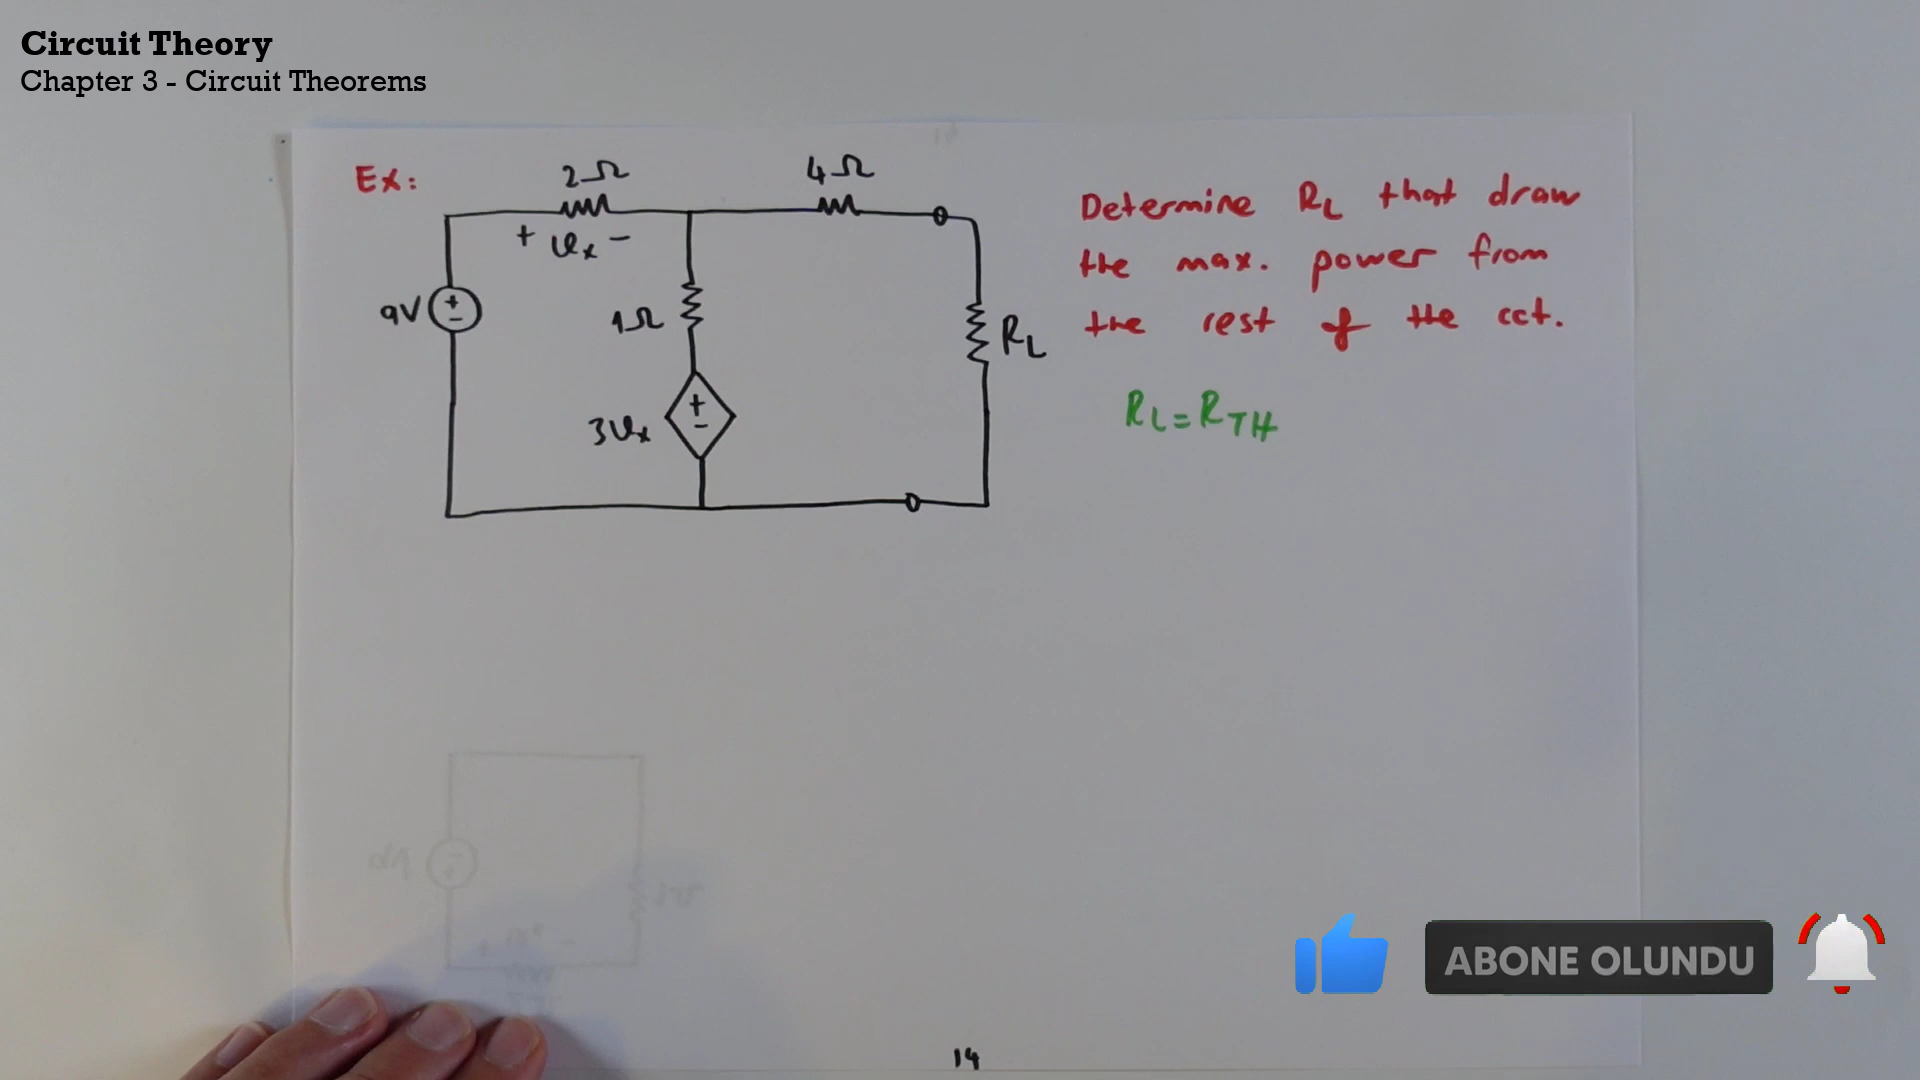 Circuit Theory
Chapter 3 - Circuit Theorems
Ex:
2Ω
4Ω
+ Vx -
9V
+
-
1Ω
RL
3Vx
+
-
Determine RL that draw
the max. power from
the rest of the cct.
RL = RTH
ABONE OLUNDU
14